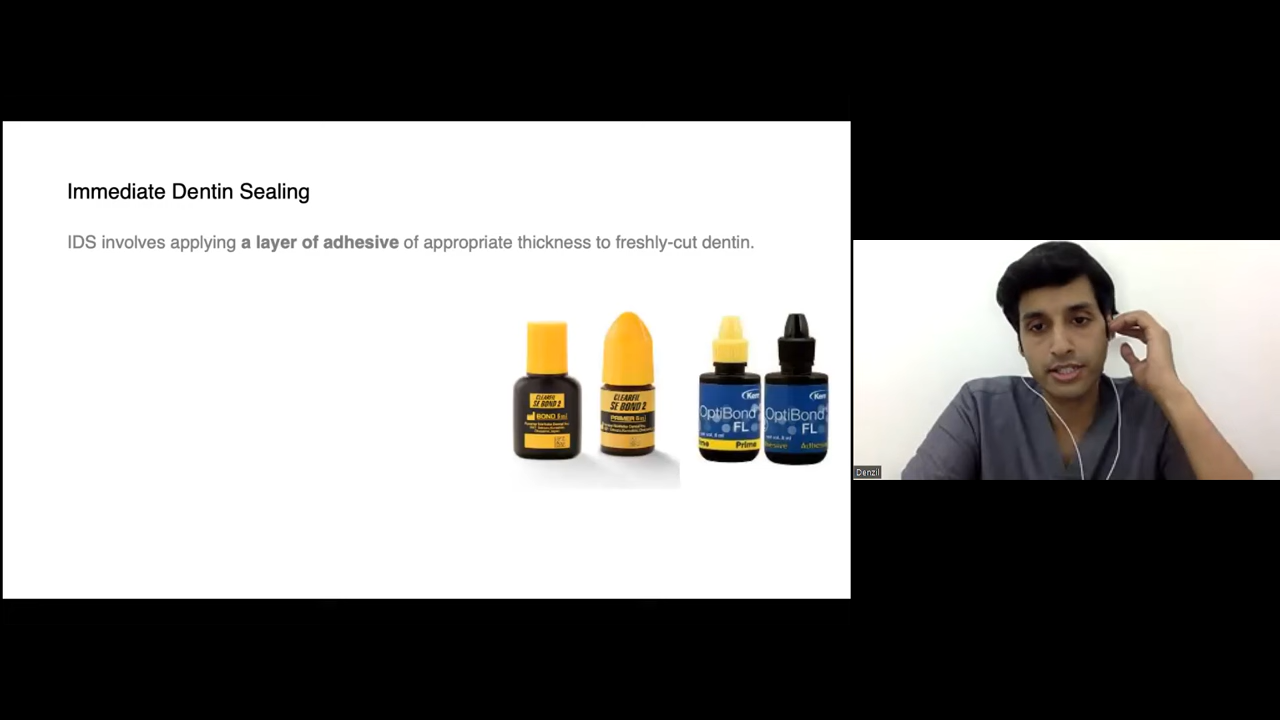 Immediate Dentin Sealing
IDS involves applying a layer of adhesive of appropriate thickness to freshly-cut dentin.
CLEARFIL
SE BOND 2
BOND 5ml
CLEARFIL
SE BOND 2
PRIMER 6ml
Kerr
OptiBond
FL
Prime
Kerr
OptiBond
FL
Adhesive
Denzil